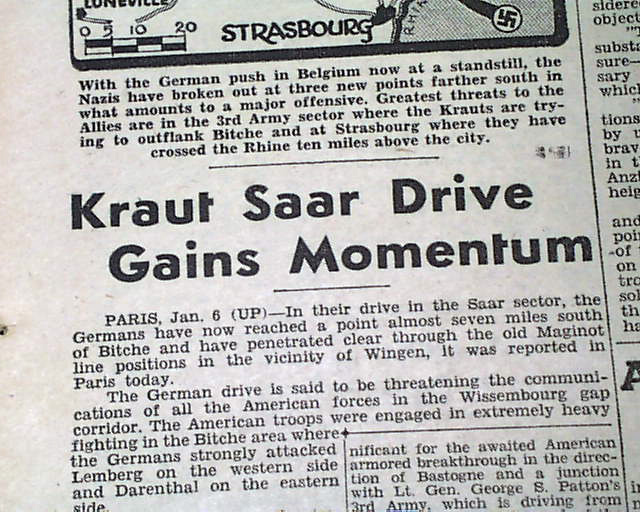 LUNEVILLE
0 5 10 20
STRASBOURG
With the German push in Belgium now at a standstill, the
Nazis have broken out at three new points farther south in
what amounts to a major offensive. Greatest threats to the
Allies are in the 3rd Army sector where the Krauts are try-
ing to outflank Bitche and at Strasbourg where they have
crossed the Rhine ten miles above the city.
Kraut Saar Drive
Gains Momentum
PARIS, Jan. 6 (UP)—In their drive in the Saar sector, the
Germans have now reached a point almost seven miles south
of Bitche and have penetrated clear through the old Maginot
line positions in the vicinity of Wingen, it was reported in
Paris today.
The German drive is said to be threatening the communi-
cations of all the American forces in the Wissembourg gap
corridor. The American troops were engaged in extremely heavy
fighting in the Bitche area where
the Germans strongly attacked
Lemberg on the western side
and Darenthal on the eastern
side.
nificant for the awaited American
armored breakthrough in the direc-
tion of Bastogne and a junction
with Lt. Gen. George S. Patton's
3rd Army, which is driving from